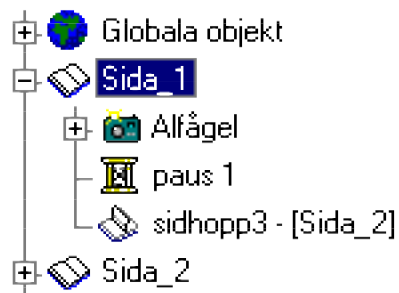 Globala objekt
Sida_1
Alfågel
paus 1
sidhopp3 - [Sida_2]
Sida_2